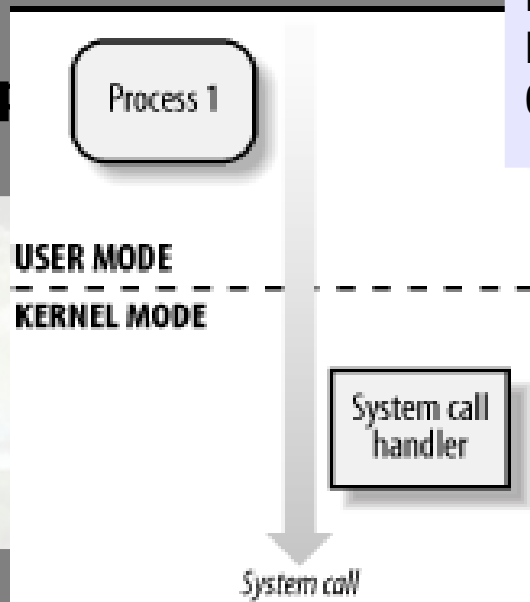 Process 1
USER MODE
KERNEL MODE
System call
handler
System call